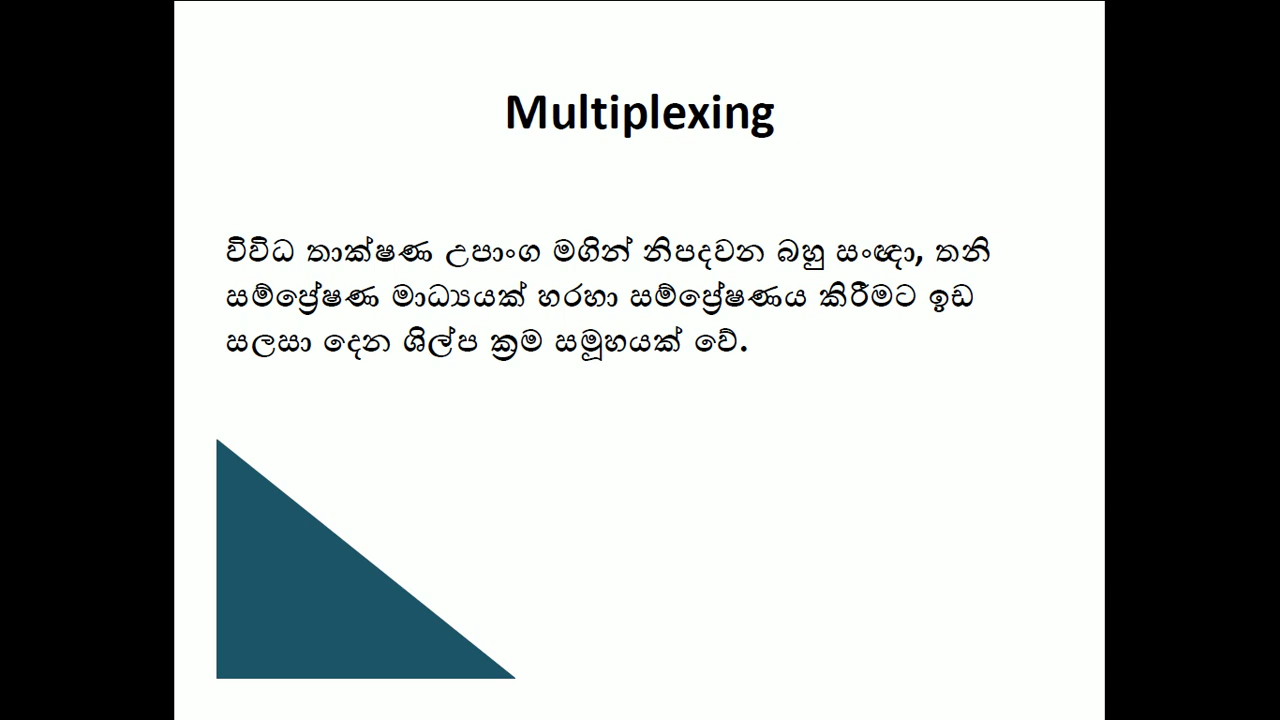 Multiplexing
විවිධ තාක්ෂණ උපාංග මගින් නිපදවන බහු සංඥා, තනි
සම්ප්‍රේෂණ මාධ්‍යයක් හරහා සම්ප්‍රේෂණය කිරීමට ඉඩ
සලසා දෙන ශිල්ප ක්‍රම සමූහයක් වේ.